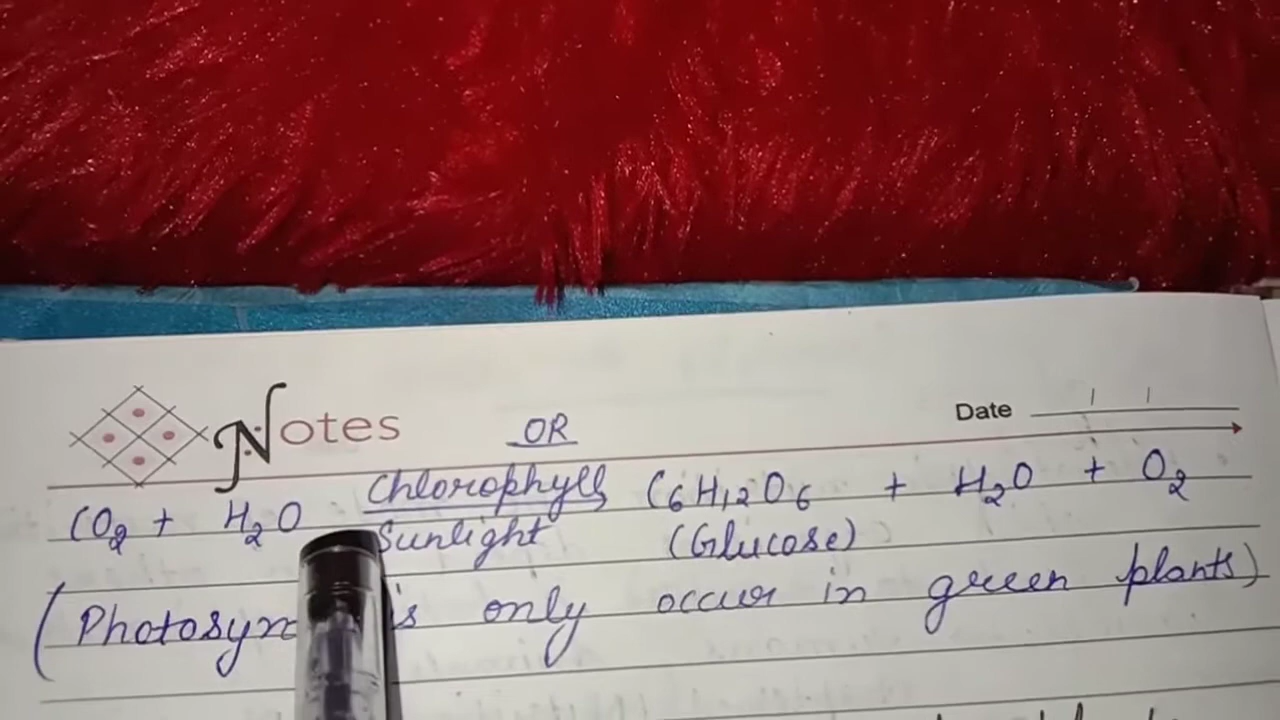 Notes
OR
Date
CO₂ + H₂O Chlorophyll C₆H₁₂O₆ + H₂O + O₂
Sunlight (Glucose)
(Photosyn is only occur in green plants)